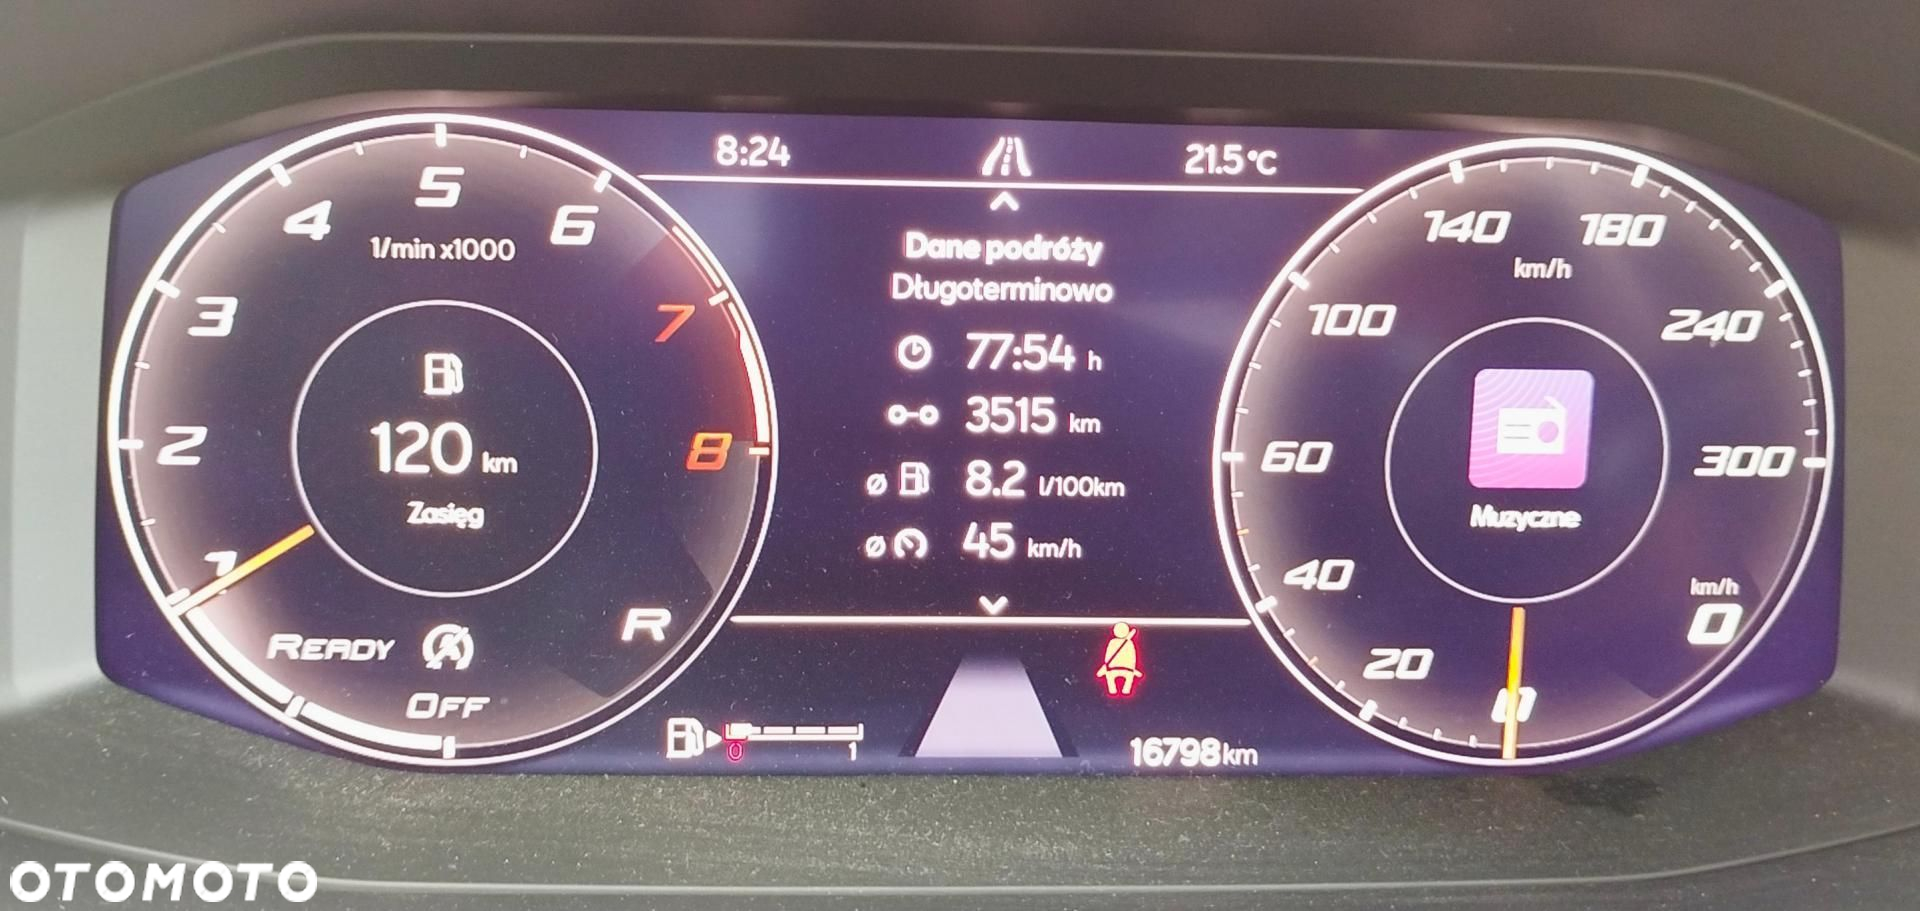 8:24
21.5°C
1
2
3
4
5
6
7
8
1/min x1000
120 km
Zasięg
READY
OFF
R
Dane podróży
Długoterminowo
77:54 h
3515 km
ø 8.2 l/100km
ø 45 km/h
0
1
16798 km
0
20
40
60
100
140
180
240
300
km/h
Muzyczne
km/h
0
OTOMOTO